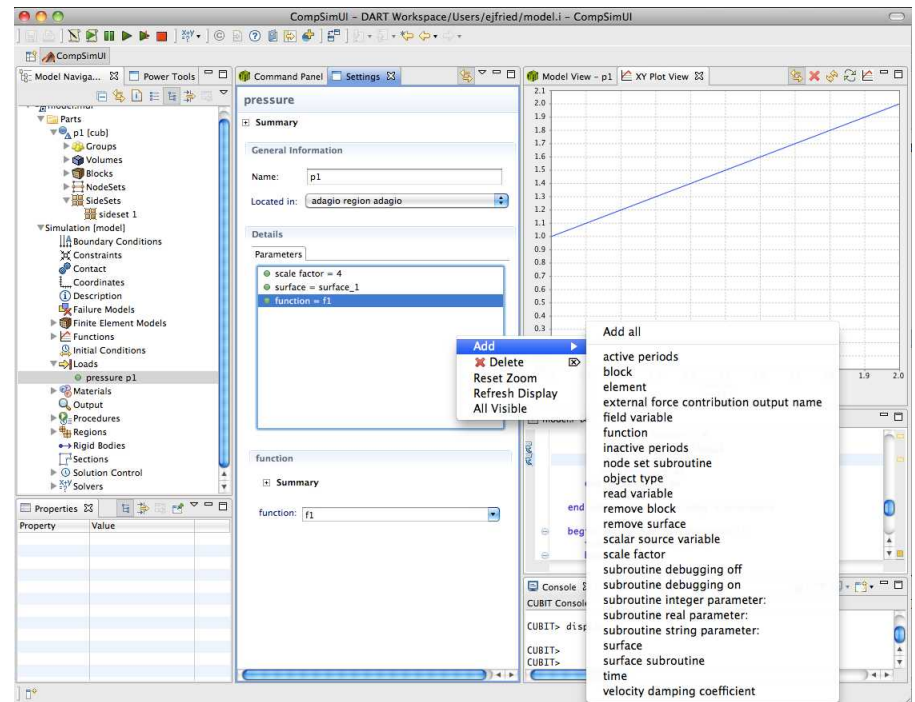 CompSimUI - DART Workspace/Users/ejfried/model.i - CompSimUI
CompSimUI
Model Naviga...
Power Tools
Parts
p1 [cub]
Groups
Volumes
Blocks
NodeSets
SideSets
sideset 1
Simulation [model]
Boundary Conditions
Constraints
Contact
Coordinates
Description
Failure Models
Finite Element Models
Functions
Initial Conditions
Loads
pressure p1
Materials
Output
Procedures
Regions
Rigid Bodies
Sections
Solution Control
Solvers
Properties
Property Value
Command Panel
Settings
pressure
Summary
General Information
Name: p1
Located in: adagio region adagio
Details
Parameters
scale factor = 4
surface = surface_1
function = f1
function
Summary
function: f1
Model View - p1
XY Plot View
2.1
2.0
1.9
1.8
1.7
1.6
1.5
1.4
1.3
1.2
1.1
1.0
0.9
0.8
0.7
0.6
0.5
0.4
0.3
1.9 2.0
Add
Delete
Reset Zoom
Refresh Display
All Visible
Add all
active periods
block
element
external force contribution output name
field variable
function
inactive periods
node set subroutine
object type
read variable
remove block
remove surface
scalar source variable
scale factor
subroutine debugging off
subroutine debugging on
subroutine integer parameter:
subroutine real parameter:
subroutine string parameter:
surface
surface subroutine
time
velocity damping coefficient
end
Console
CUBIT> disp
CUBIT>
CUBIT>